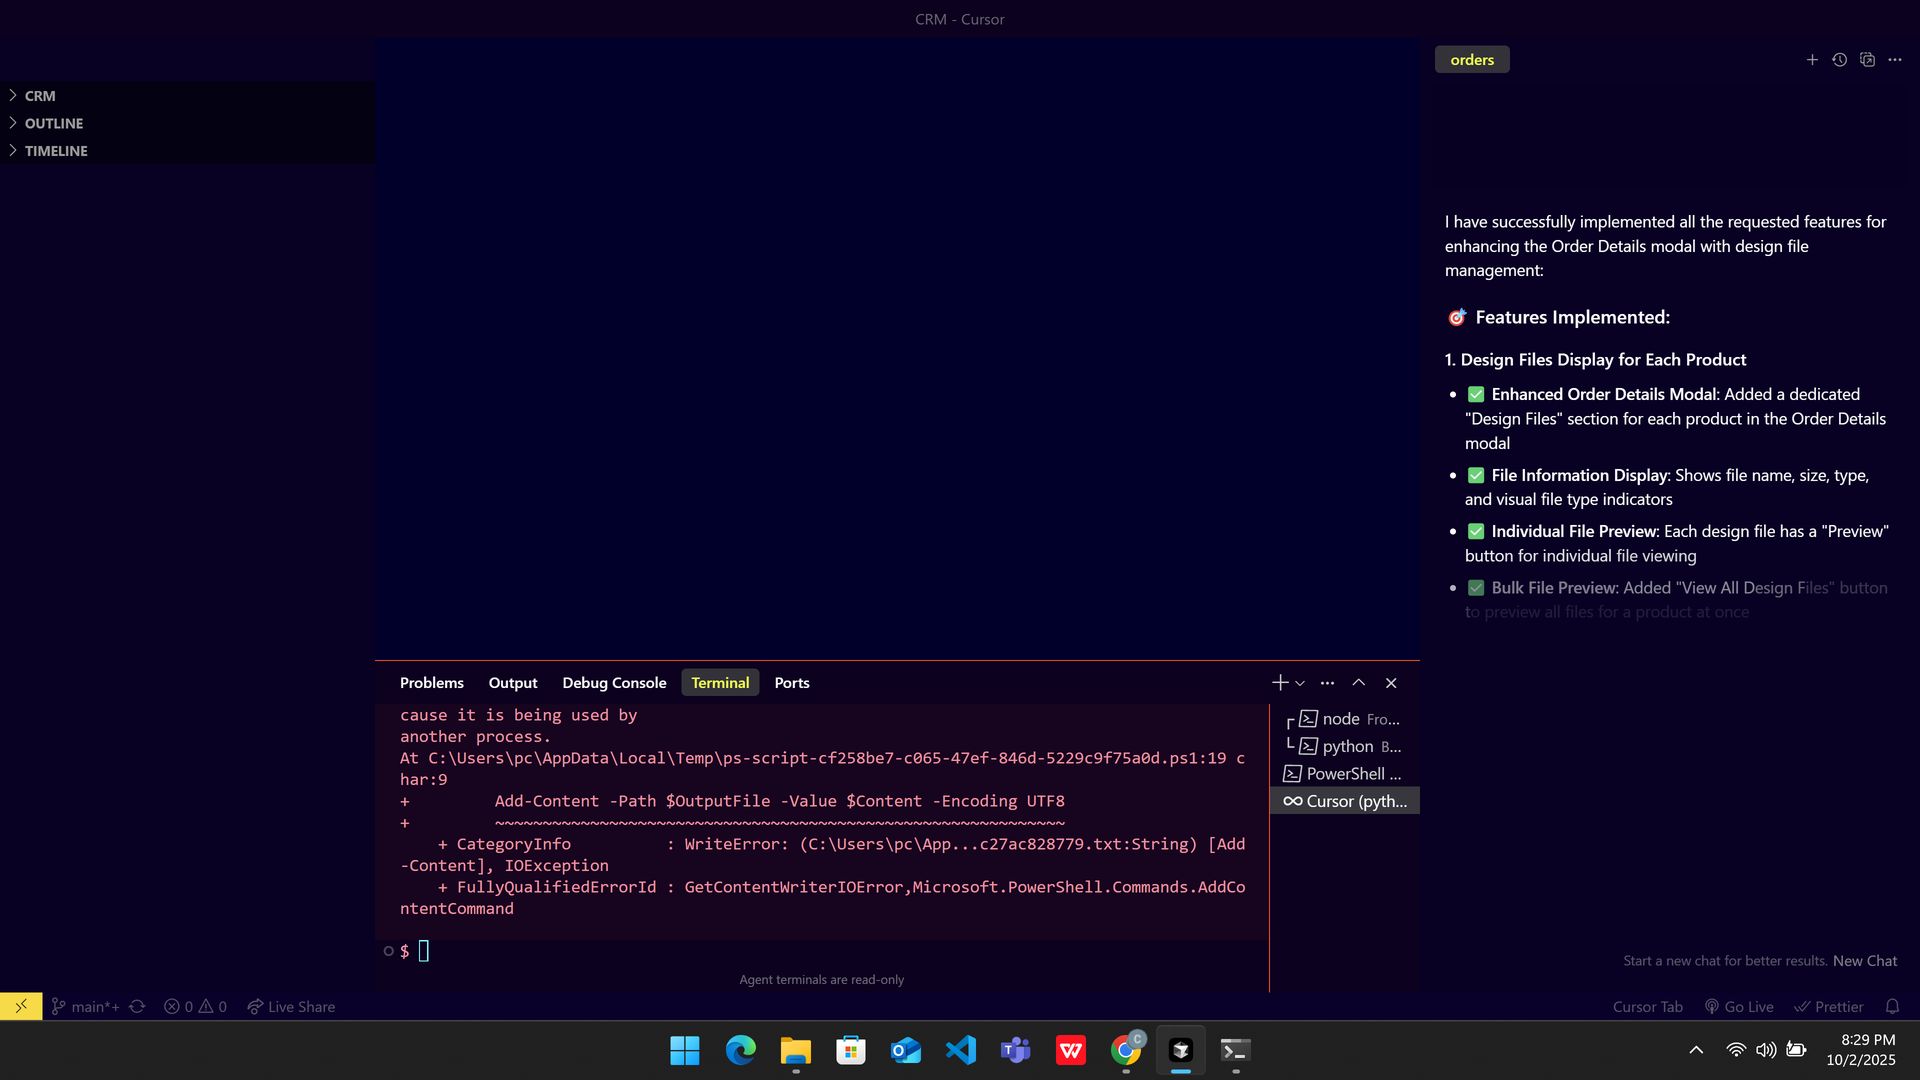 CRM - Cursor
CRM
OUTLINE
TIMELINE
orders
I have successfully implemented all the requested features for
enhancing the Order Details modal with design file
management:
🎯 Features Implemented:
1. Design Files Display for Each Product
• ✅ Enhanced Order Details Modal: Added a dedicated
"Design Files" section for each product in the Order Details
modal
• ✅ File Information Display: Shows file name, size, type,
and visual file type indicators
• ✅ Individual File Preview: Each design file has a "Preview"
button for individual file viewing
• ✅ Bulk File Preview: Added "View All Design Files" button
to preview all files for a product at once
Problems Output Debug Console Terminal Ports
cause it is being used by
another process.
At C:\Users\pc\AppData\Local\Temp\ps-script-cf258be7-c065-47ef-846d-5229c9f75a0d.ps1:19 c
har:9
+         Add-Content -Path $OutputFile -Value $Content -Encoding UTF8
+         ~~~~~~~~~~~~~~~~~~~~~~~~~~~~~~~~~~~~~~~~~~~~~~~~~~~~~~~~~~~~
    + CategoryInfo          : WriteError: (C:\Users\pc\App...c27ac828779.txt:String) [Add
-Content], IOException
    + FullyQualifiedErrorId : GetContentWriterIOError,Microsoft.PowerShell.Commands.AddCo
ntentCommand
$
node Fro...
python B...
PowerShell ...
Cursor (pyth...
Agent terminals are read-only
Start a new chat for better results. New Chat
main*+ 0 0 Live Share
Cursor Tab Go Live Prettier
8:29 PM
10/2/2025